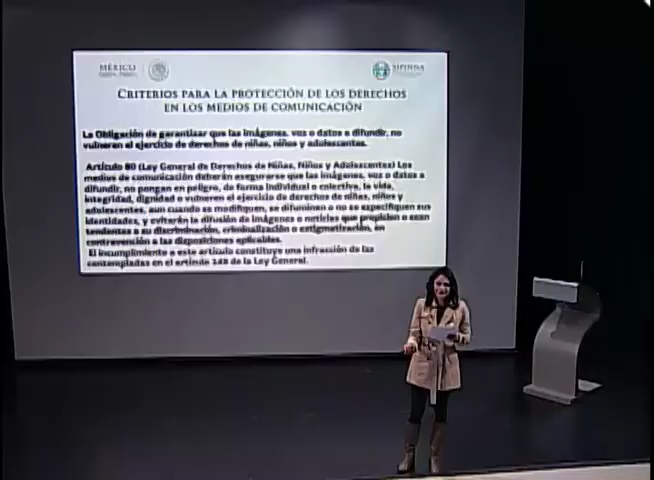 MÉXICO
SIPINNA
CRITERIOS PARA LA PROTECCIÓN DE LOS DERECHOS
EN LOS MEDIOS DE COMUNICACIÓN
La Obligación de garantizar que las imágenes, voz o datos a difundir, no
vulneren el ejercicio de derechos de niñas, niños y adolescentes.
Artículo 80 (Ley General de Derechos de Niñas, Niños y Adolescentes) Los
medios de comunicación deberán asegurarse que las imágenes, voz o datos a
difundir, no pongan en peligro, de forma individual o colectiva, la vida,
integridad, dignidad o vulneren el ejercicio de derechos de niñas, niños y
adolescentes, aun cuando se modifiquen, se difuminen o no se especifiquen sus
identidades, y evitarán la difusión de imágenes o noticias que propicien o sean
tendentes a su discriminación, criminalización o estigmatización, en
contravención a las disposiciones aplicables.
El incumplimiento a este artículo constituye una infracción de las
contempladas en el artículo 148 de la Ley General.